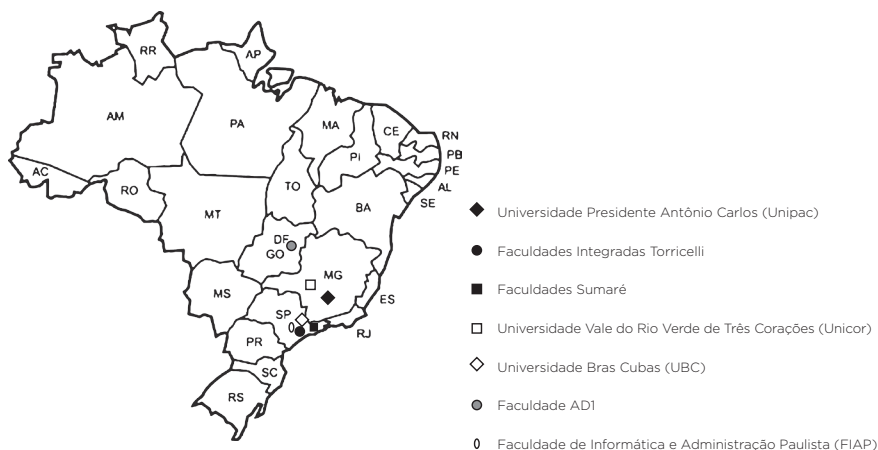 RR
AP
AM
PA
MA
CE
RN
PB
PE
AL
SE
PI
AC
RO
TO
MT
BA
DF
GO
MG
MS
ES
SP
RJ
PR
SC
RS
Universidade Presidente Antônio Carlos (Unipac)
Faculdades Integradas Torricelli
Faculdades Sumaré
Universidade Vale do Rio Verde de Três Corações (Unicor)
Universidade Bras Cubas (UBC)
Faculdade AD1
Faculdade de Informática e Administração Paulista (FIAP)